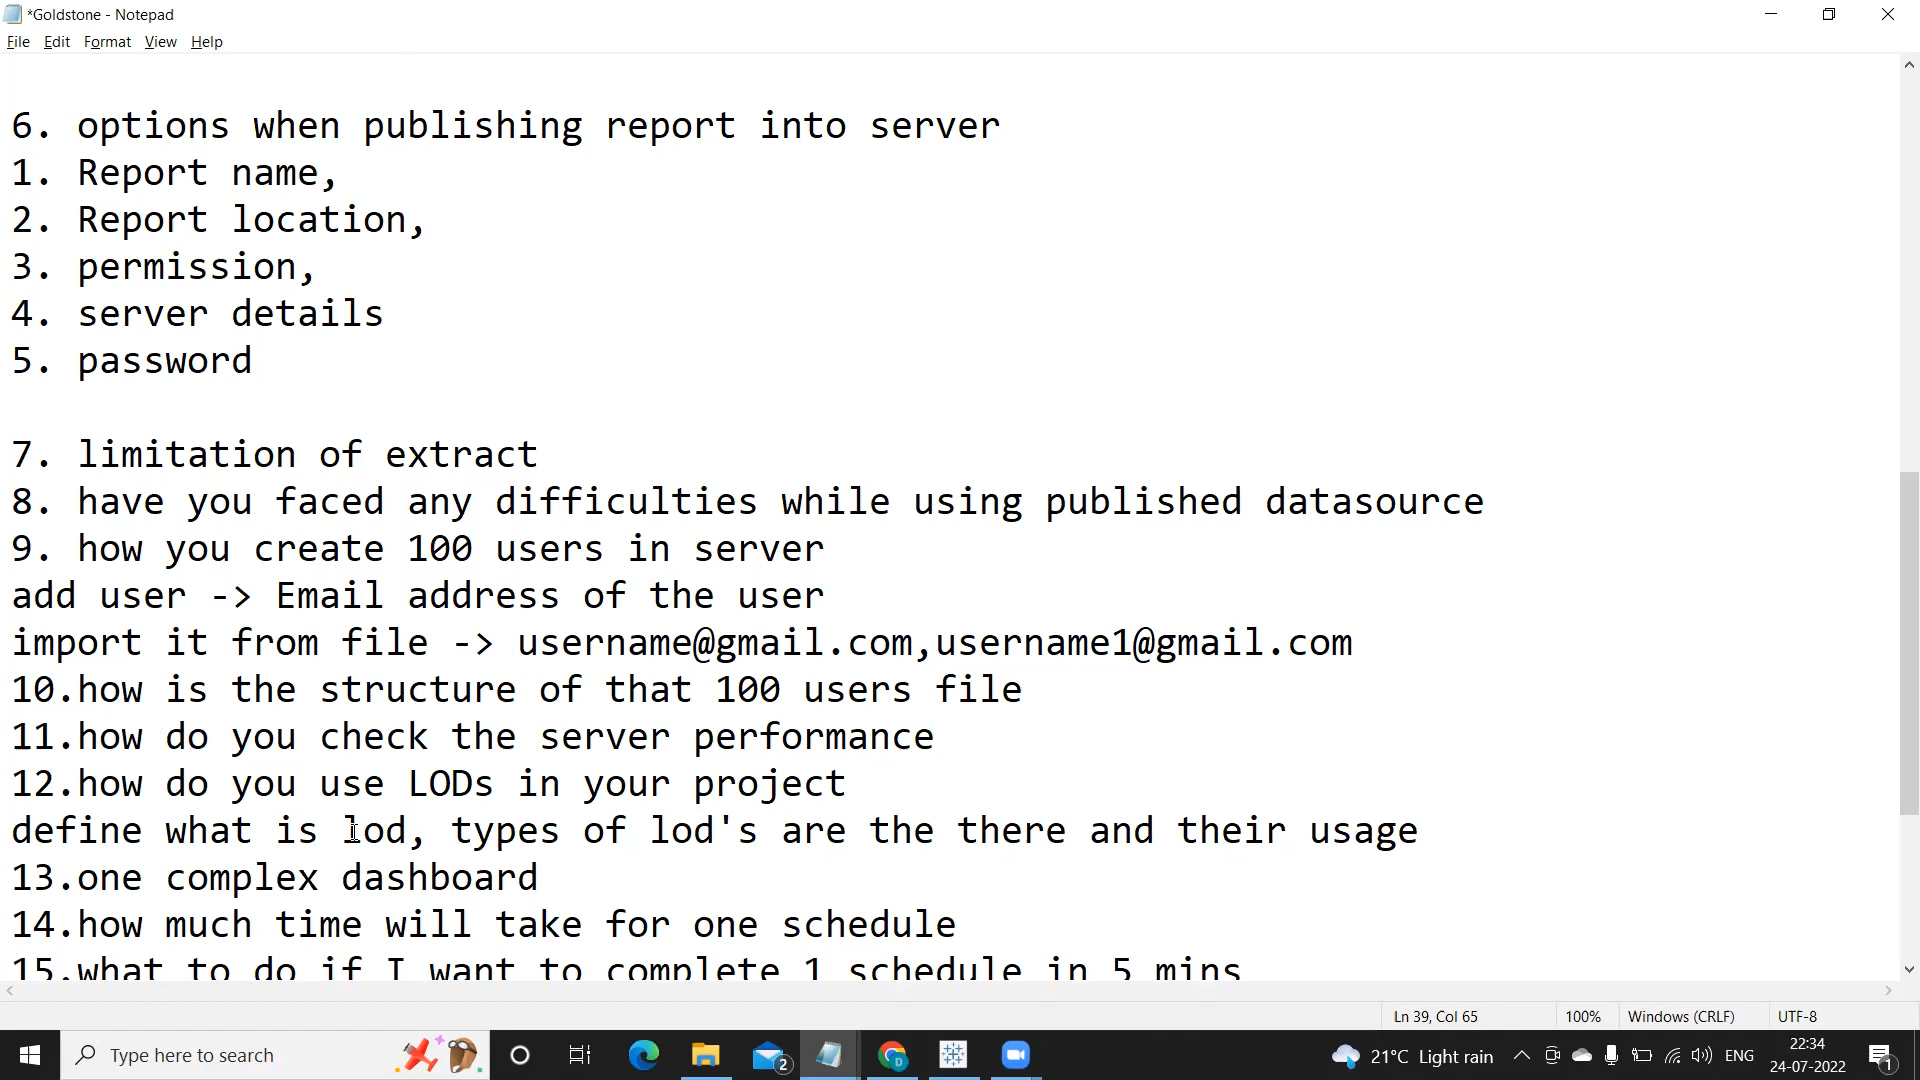 *Goldstone - Notepad
File Edit Format View Help
6. options when publishing report into server
1. Report name,
2. Report location,
3. permission,
4. server details
5. password
7. limitation of extract
8. have you faced any difficulties while using published datasource
9. how you create 100 users in server
add user -> Email address of the user
import it from file -> username@gmail.com,username1@gmail.com
10.how is the structure of that 100 users file
11.how do you check the server performance
12.how do you use LODs in your project
define what is lod, types of lod's are the there and their usage
13.one complex dashboard
14.how much time will take for one schedule
15.what to do if I want to complete 1 schedule in 5 mins
Ln 39, Col 65 100% Windows (CRLF) UTF-8
Type here to search 2 D 21°C Light rain ENG 22:34 24-07-2022 1